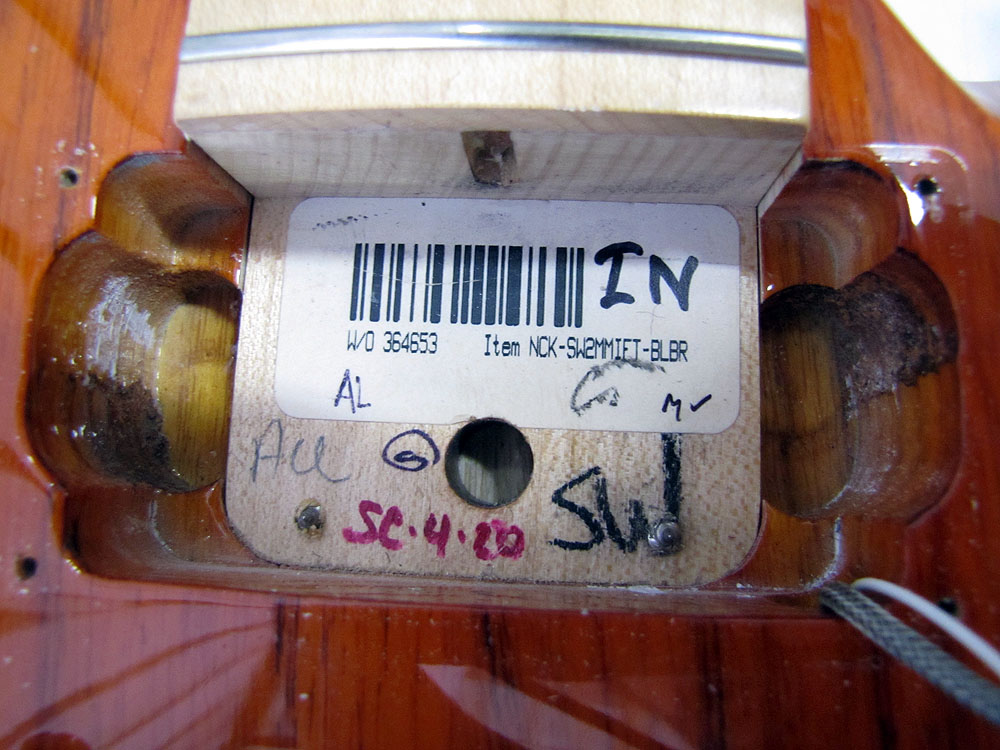 IN
W/O 364653 Item NCK-SW2MMIFT-BLBR
AL
SC.4.20
SW